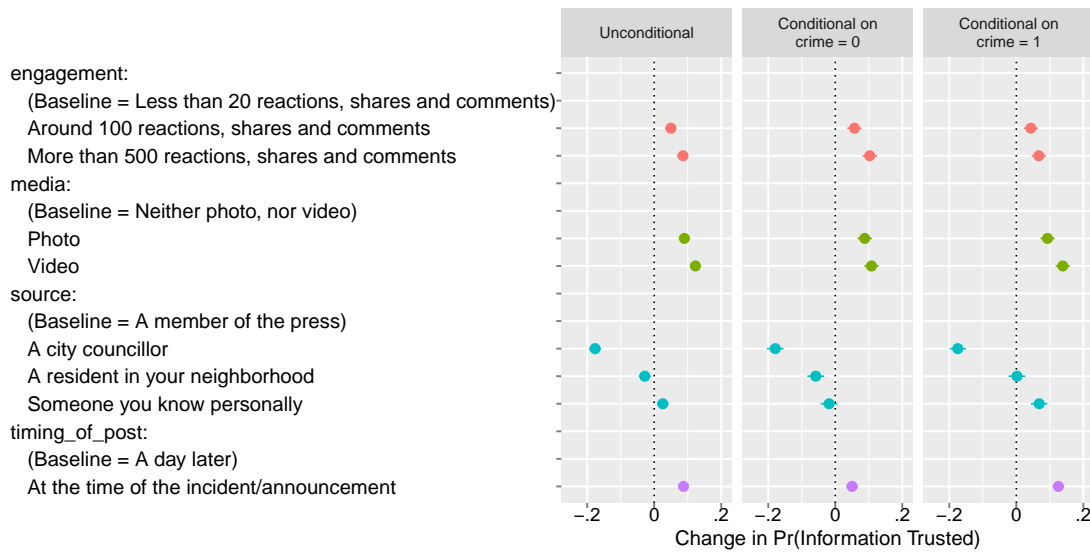 Unconditional
Conditional on
crime = 0
Conditional on
crime = 1
engagement:
(Baseline = Less than 20 reactions, shares and comments)
Around 100 reactions, shares and comments
More than 500 reactions, shares and comments
media:
(Baseline = Neither photo, nor video)
Photo
Video
source:
(Baseline = A member of the press)
A city councillor
A resident in your neighborhood
Someone you know personally
timing_of_post:
(Baseline = A day later)
At the time of the incident/announcement
−.2 0 .2 −.2 0 .2 −.2 0 .2
Change in Pr(Information Trusted)